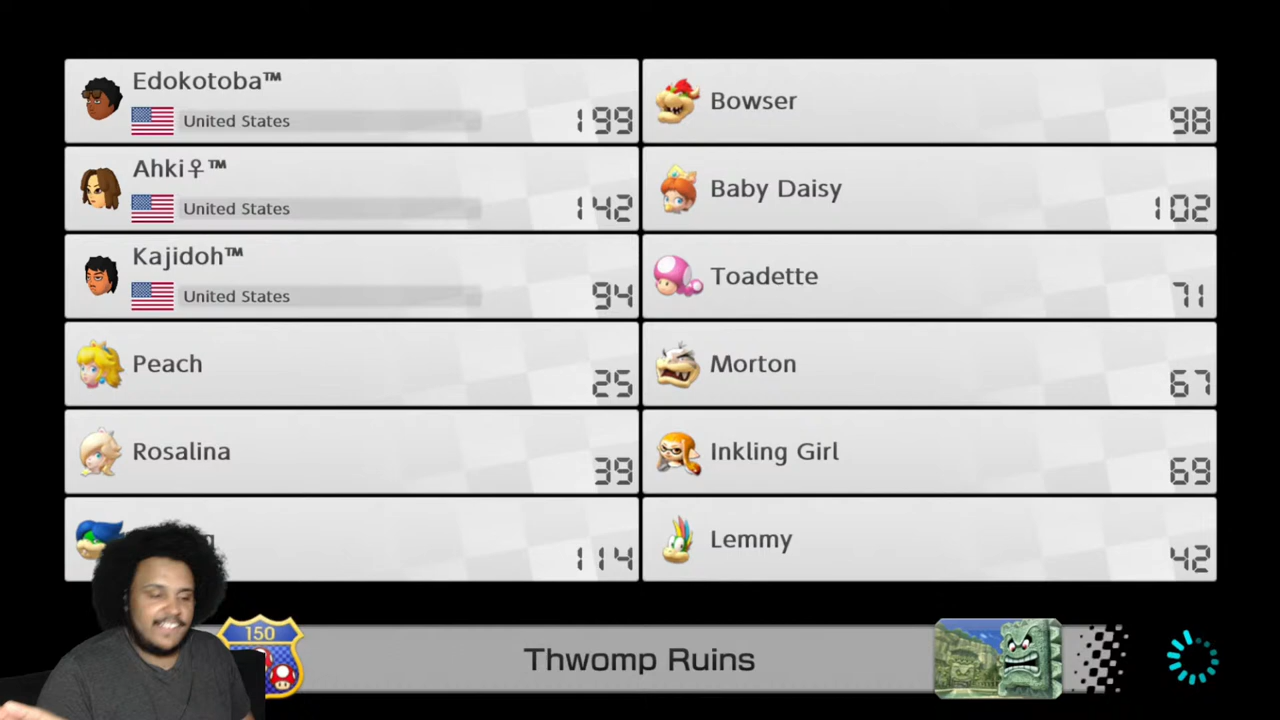 Edokotoba™
United States
199
Ahki♀™
United States
142
Kajidoh™
United States
94
Peach
25
Rosalina
39
114
Bowser
98
Baby Daisy
102
Toadette
71
Morton
67
Inkling Girl
69
Lemmy
42
150
Thwomp Ruins